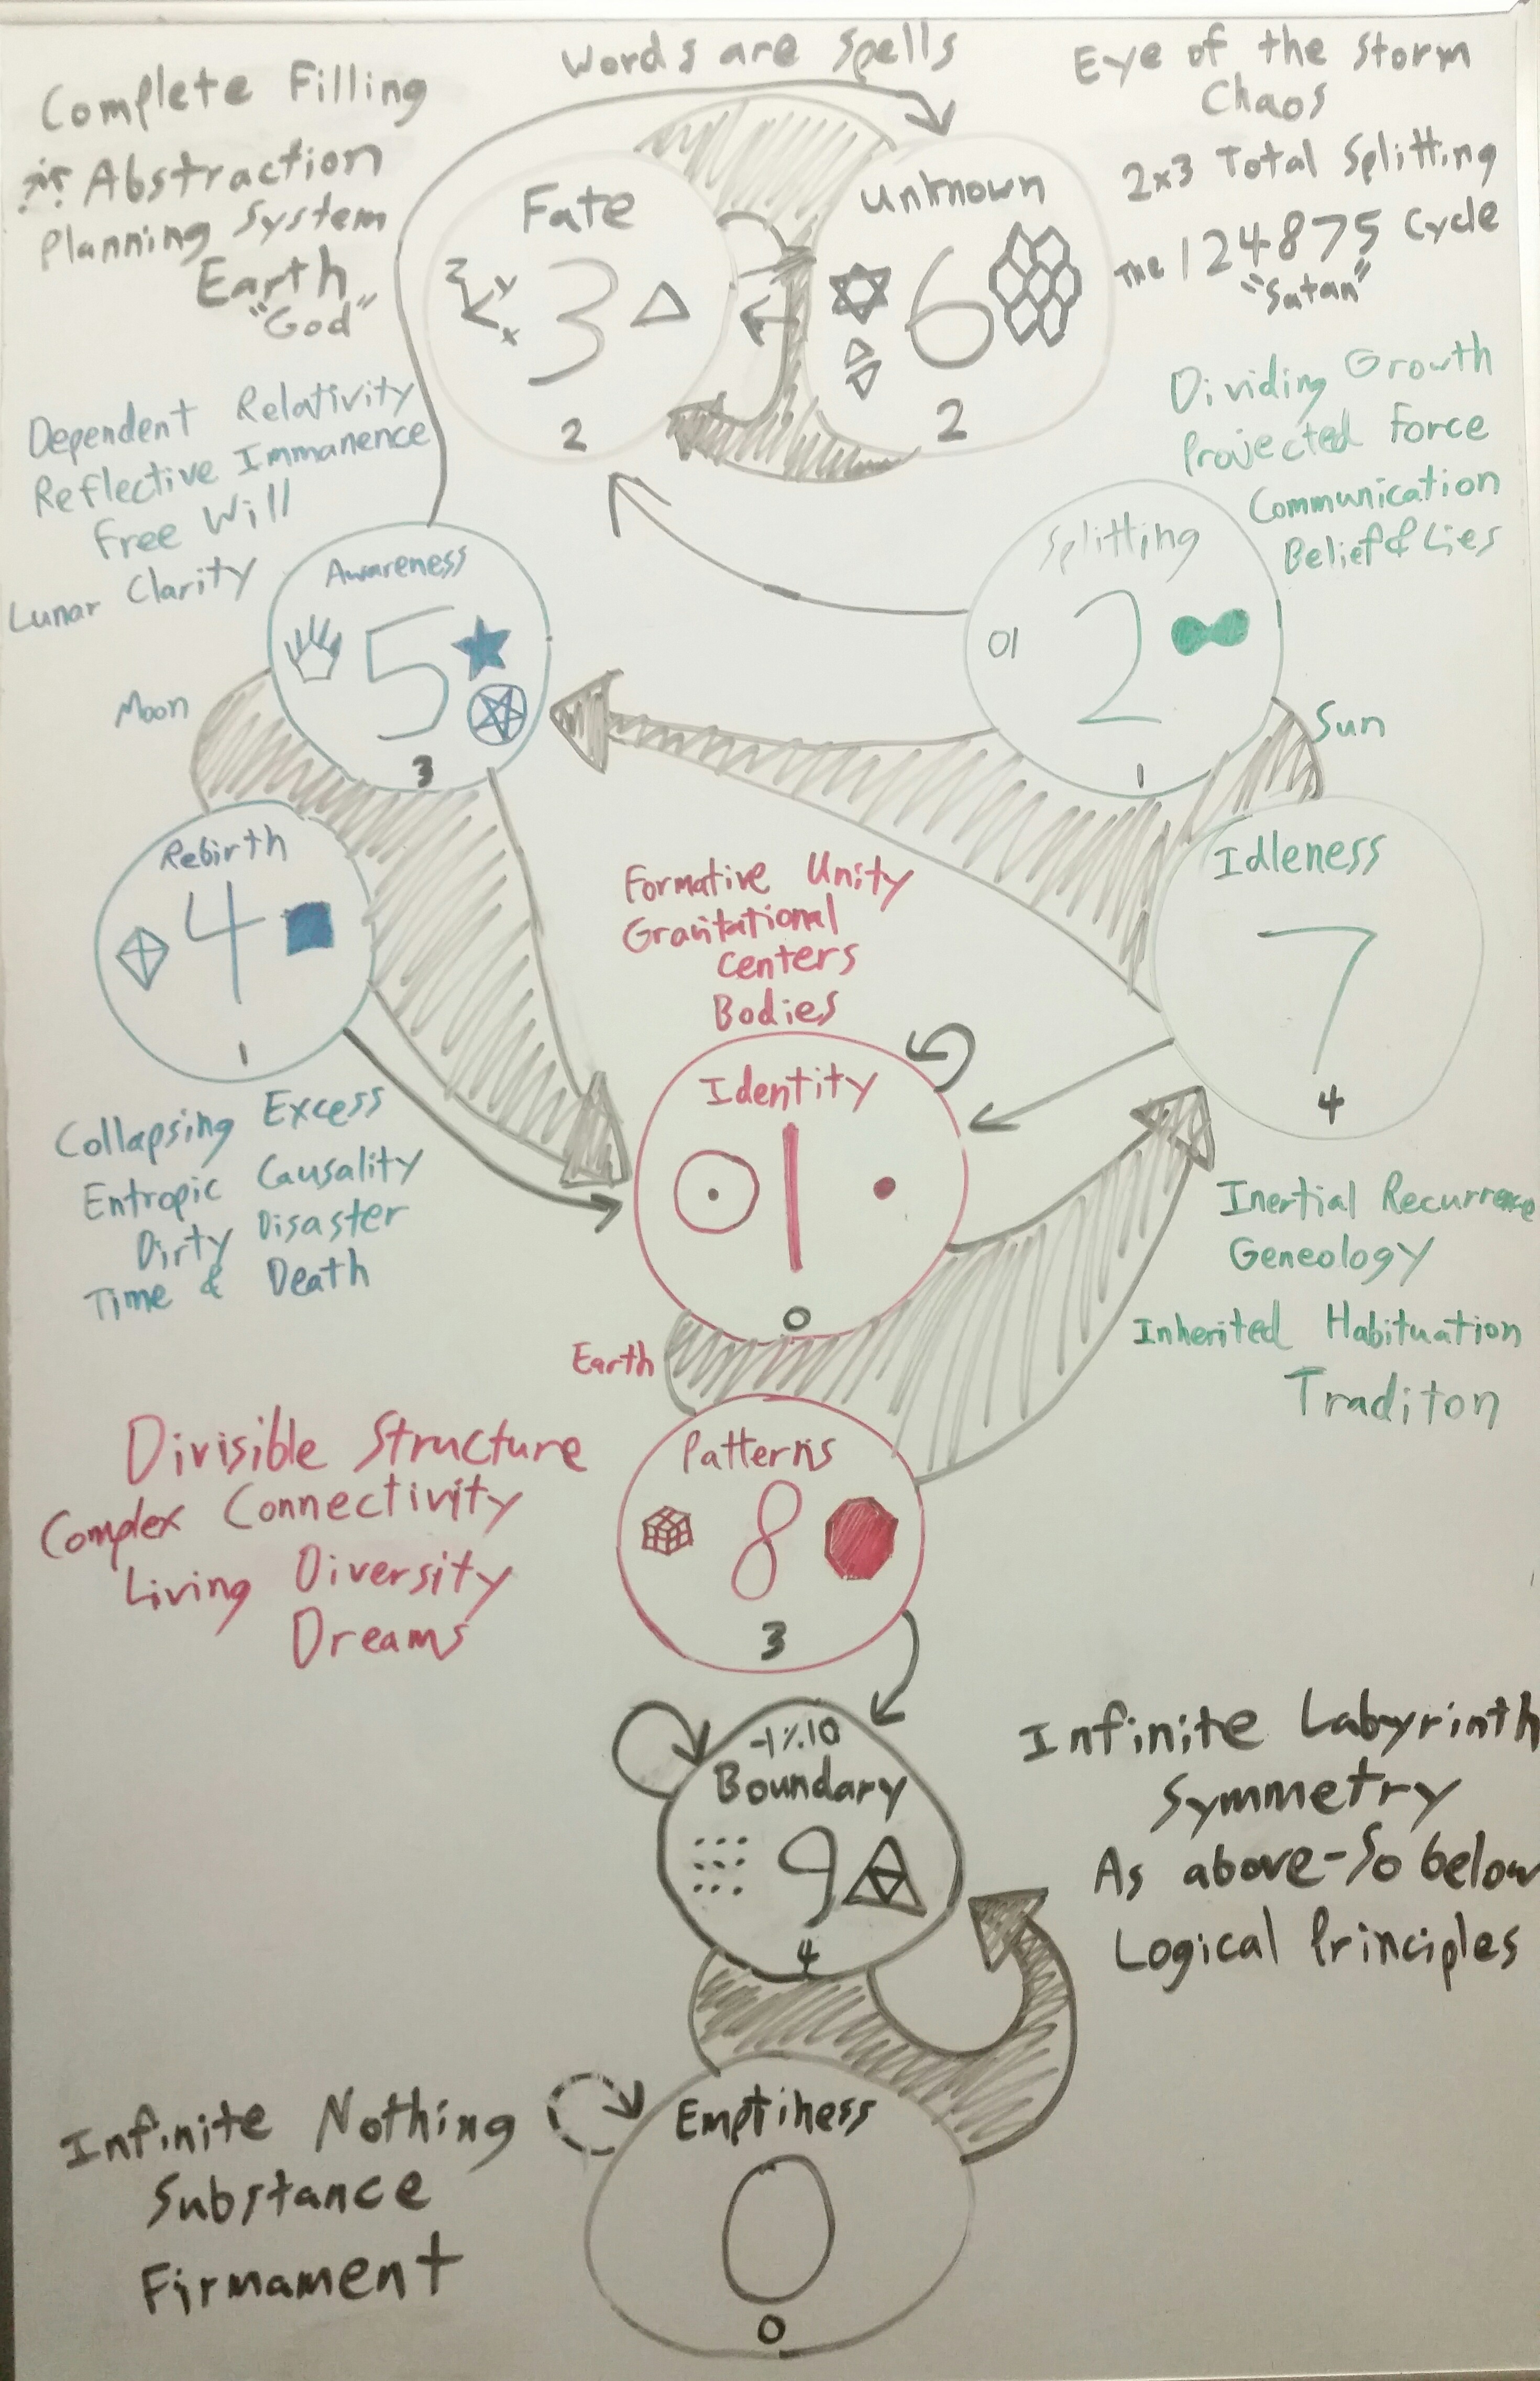 Words are Spells
Complete Filling
Abstraction
Planning System
Earth
"God"
Eye of the Storm
Chaos
2x3 Total Splitting
The 124875 Cycle
"Satan"
Fate
z
y
x
3
2
Unknown
6
2
Dependent Relativity
Reflective Immanence
Free Will
Lunar Clarity
Dividing Growth
Projected Force
Communication
Belief & Lies
Awareness
5
3
Splitting
01 2
1
Moon
Sun
Rebirth
4
1
Idleness
7
4
Formative Unity
Gravitational
Centers
Bodies
Identity
1
0
Collapsing Excess
Entropic Causality
Dirty Disaster
Time & Death
Inertial Recurrence
Geneology
Inherited Habituation
Traditon
Earth
Divisible Structure
Complex Connectivity
Living Diversity
Dreams
Patterns
8
3
-1%10
Boundary
9
4
Infinite Labyrinth
Symmetry
As above-So below
Logical Principles
Infinite Nothing
Substance
Firmament
Emptiness
0
0